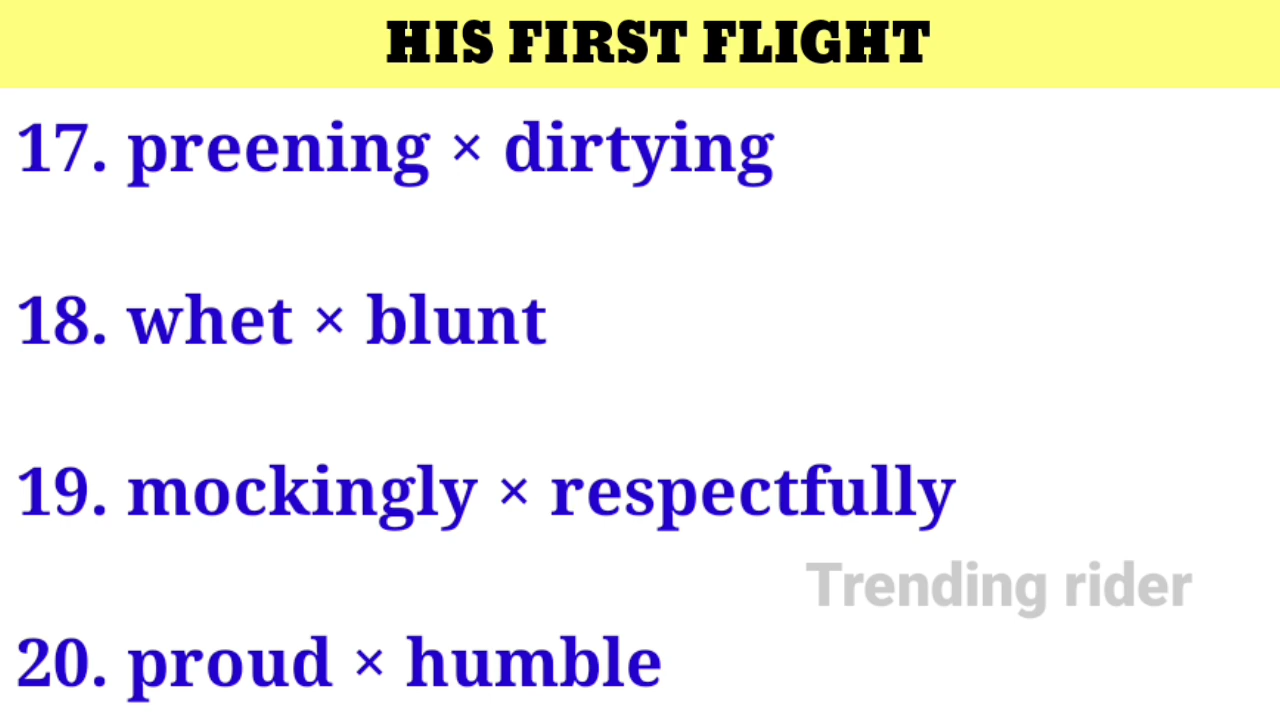 HIS FIRST FLIGHT
17. preening × dirtying
18. whet × blunt
19. mockingly × respectfully
Trending rider
20. proud × humble